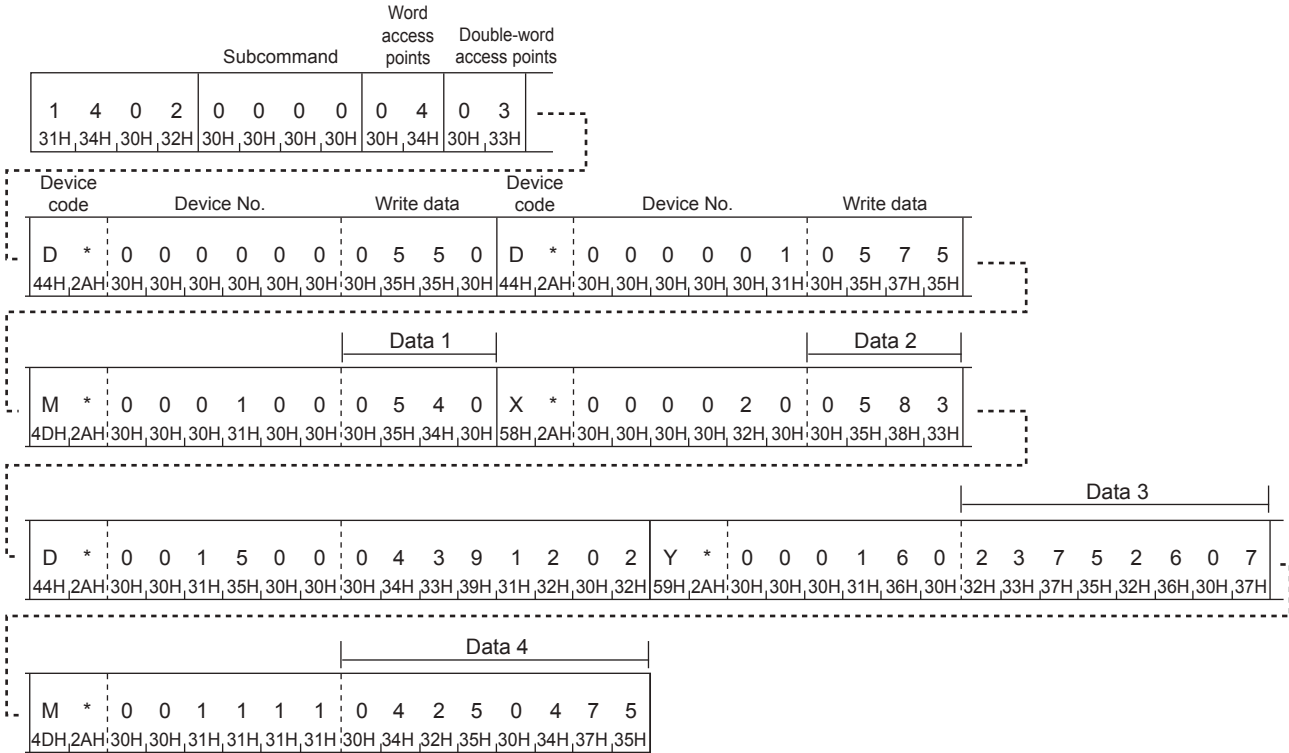 Word
access
points
Double-word
access points
Subcommand
1 4 0 2 0 0 0 0 0 4 0 3
31H 34H 30H 32H 30H 30H 30H 30H 30H 34H 30H 33H
Device
code
Device No.
Write data
Device
code
Device No.
Write data
D * 0 0 0 0 0 0 0 5 5 0 D * 0 0 0 0 0 1 0 5 7 5
44H 2AH 30H 30H 30H 30H 30H 30H 30H 35H 35H 30H 44H 2AH 30H 30H 30H 30H 30H 31H 30H 35H 37H 35H
Data 1 Data 2
M * 0 0 0 1 0 0 0 5 4 0 X * 0 0 0 0 2 0 0 5 8 3
4DH 2AH 30H 30H 30H 31H 30H 30H 30H 35H 34H 30H 58H 2AH 30H 30H 30H 30H 32H 30H 30H 35H 38H 33H
Data 3
D * 0 0 1 5 0 0 0 4 3 9 1 2 0 2 Y * 0 0 0 1 6 0 2 3 7 5 2 6 0 7
44H 2AH 30H 30H 31H 35H 30H 30H 30H 34H 33H 39H 31H 32H 30H 32H 59H 2AH 30H 30H 30H 31H 36H 30H 32H 33H 37H 35H 32H 36H 30H 37H
Data 4
M * 0 0 1 1 1 1 0 4 2 5 0 4 7 5
4DH 2AH 30H 30H 31H 31H 31H 31H 30H 34H 32H 35H 30H 34H 37H 35H